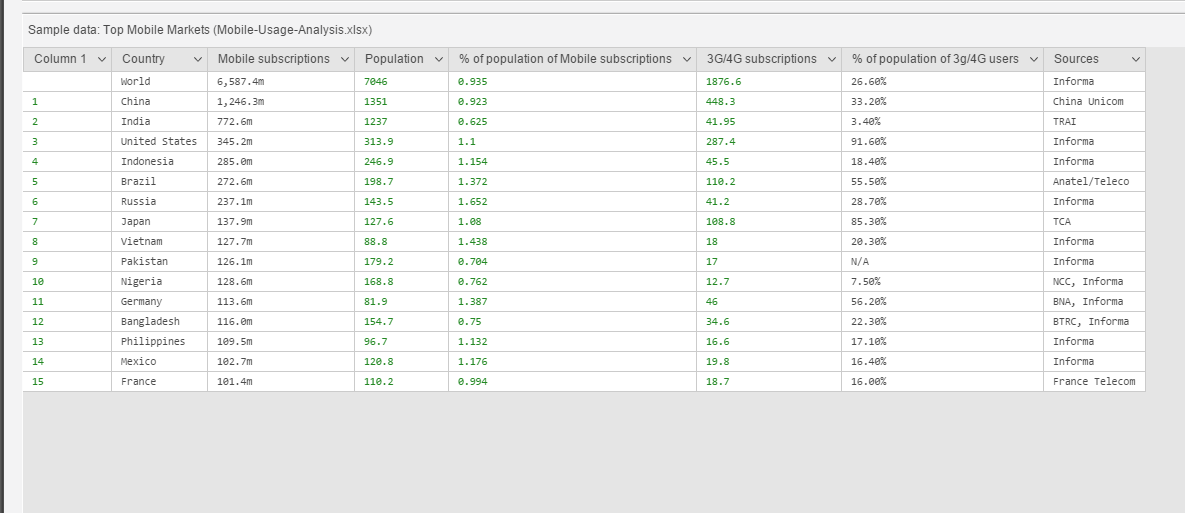 Sample data: Top Mobile Markets (Mobile-Usage-Analysis.xlsx)
Column 1 Country Mobile subscriptions Population % of population of Mobile subscriptions 3G/4G subscriptions % of population of 3g/4G users Sources
World 6,587.4m 7046 0.935 1876.6 26.60% Informa
1 China 1,246.3m 1351 0.923 448.3 33.20% China Unicom
2 India 772.6m 1237 0.625 41.95 3.40% TRAI
3 United States 345.2m 313.9 1.1 287.4 91.60% Informa
4 Indonesia 285.0m 246.9 1.154 45.5 18.40% Informa
5 Brazil 272.6m 198.7 1.372 110.2 55.50% Anatel/Teleco
6 Russia 237.1m 143.5 1.652 41.2 28.70% Informa
7 Japan 137.9m 127.6 1.08 108.8 85.30% TCA
8 Vietnam 127.7m 88.8 1.438 18 20.30% Informa
9 Pakistan 126.1m 179.2 0.704 17 N/A Informa
10 Nigeria 128.6m 168.8 0.762 12.7 7.50% NCC, Informa
11 Germany 113.6m 81.9 1.387 46 56.20% BNA, Informa
12 Bangladesh 116.0m 154.7 0.75 34.6 22.30% BTRC, Informa
13 Philippines 109.5m 96.7 1.132 16.6 17.10% Informa
14 Mexico 102.7m 120.8 1.176 19.8 16.40% Informa
15 France 101.4m 110.2 0.994 18.7 16.00% France Telecom